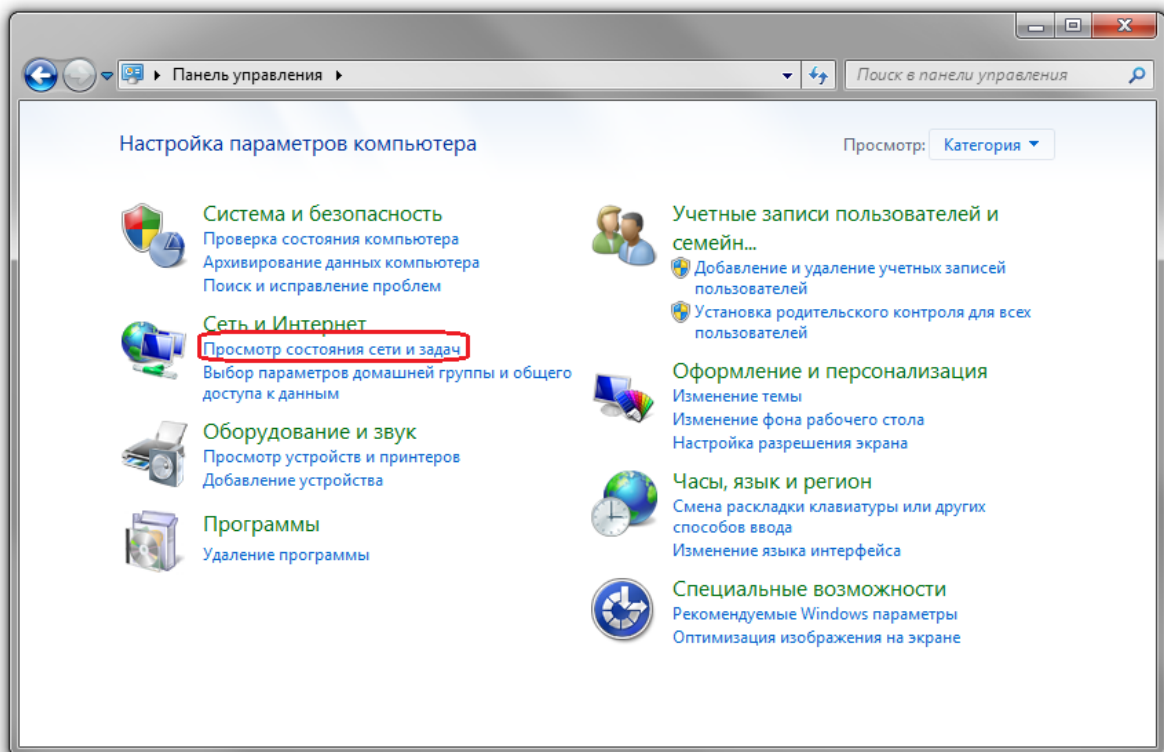 Панель управления
Поиск в панели управления
Настройка параметров компьютера
Просмотр: Категория
Система и безопасность
Проверка состояния компьютера
Архивирование данных компьютера
Поиск и исправление проблем
Сеть и Интернет
Просмотр состояния сети и задач
Выбор параметров домашней группы и общего
доступа к данным
Оборудование и звук
Просмотр устройств и принтеров
Добавление устройства
Программы
Удаление программы
Учетные записи пользователей и
семейн...
Добавление и удаление учетных записей
пользователей
Установка родительского контроля для всех
пользователей
Оформление и персонализация
Изменение темы
Изменение фона рабочего стола
Настройка разрешения экрана
Часы, язык и регион
Смена раскладки клавиатуры или других
способов ввода
Изменение языка интерфейса
Специальные возможности
Рекомендуемые Windows параметры
Оптимизация изображения на экране